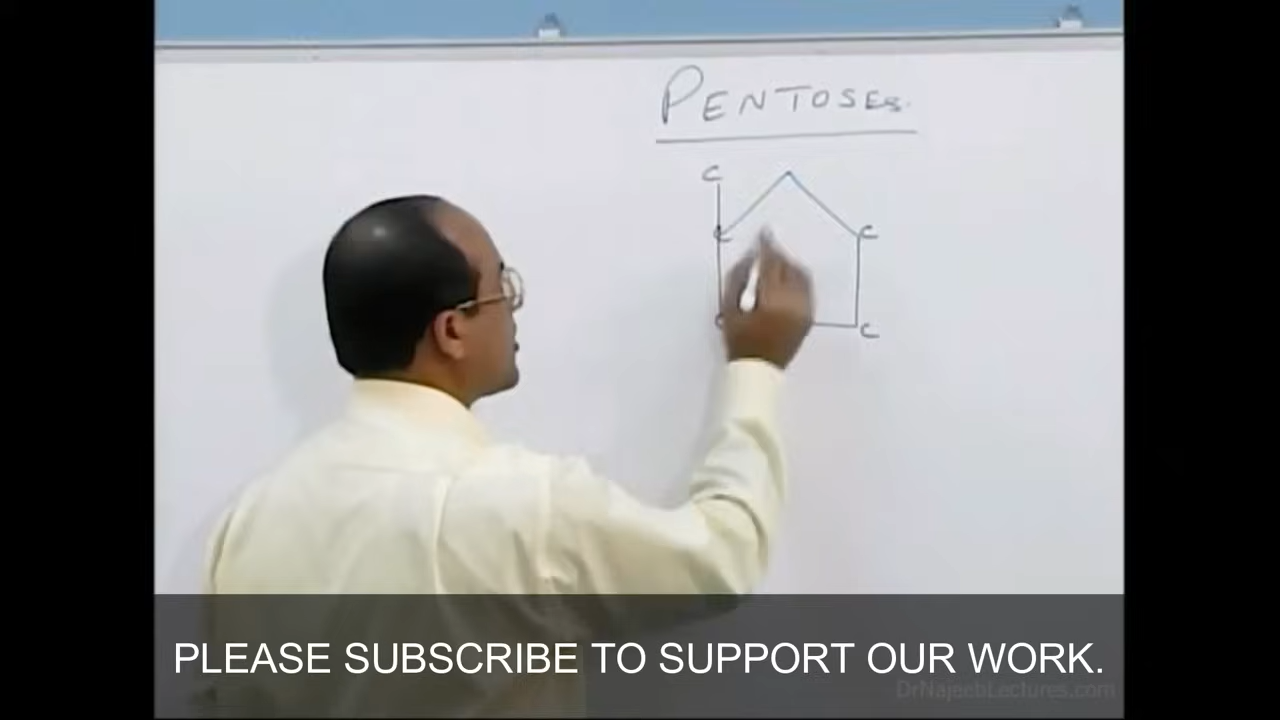 PENTOSES
C
C C
C C
PLEASE SUBSCRIBE TO SUPPORT OUR WORK.
DrNajeebLectures.com